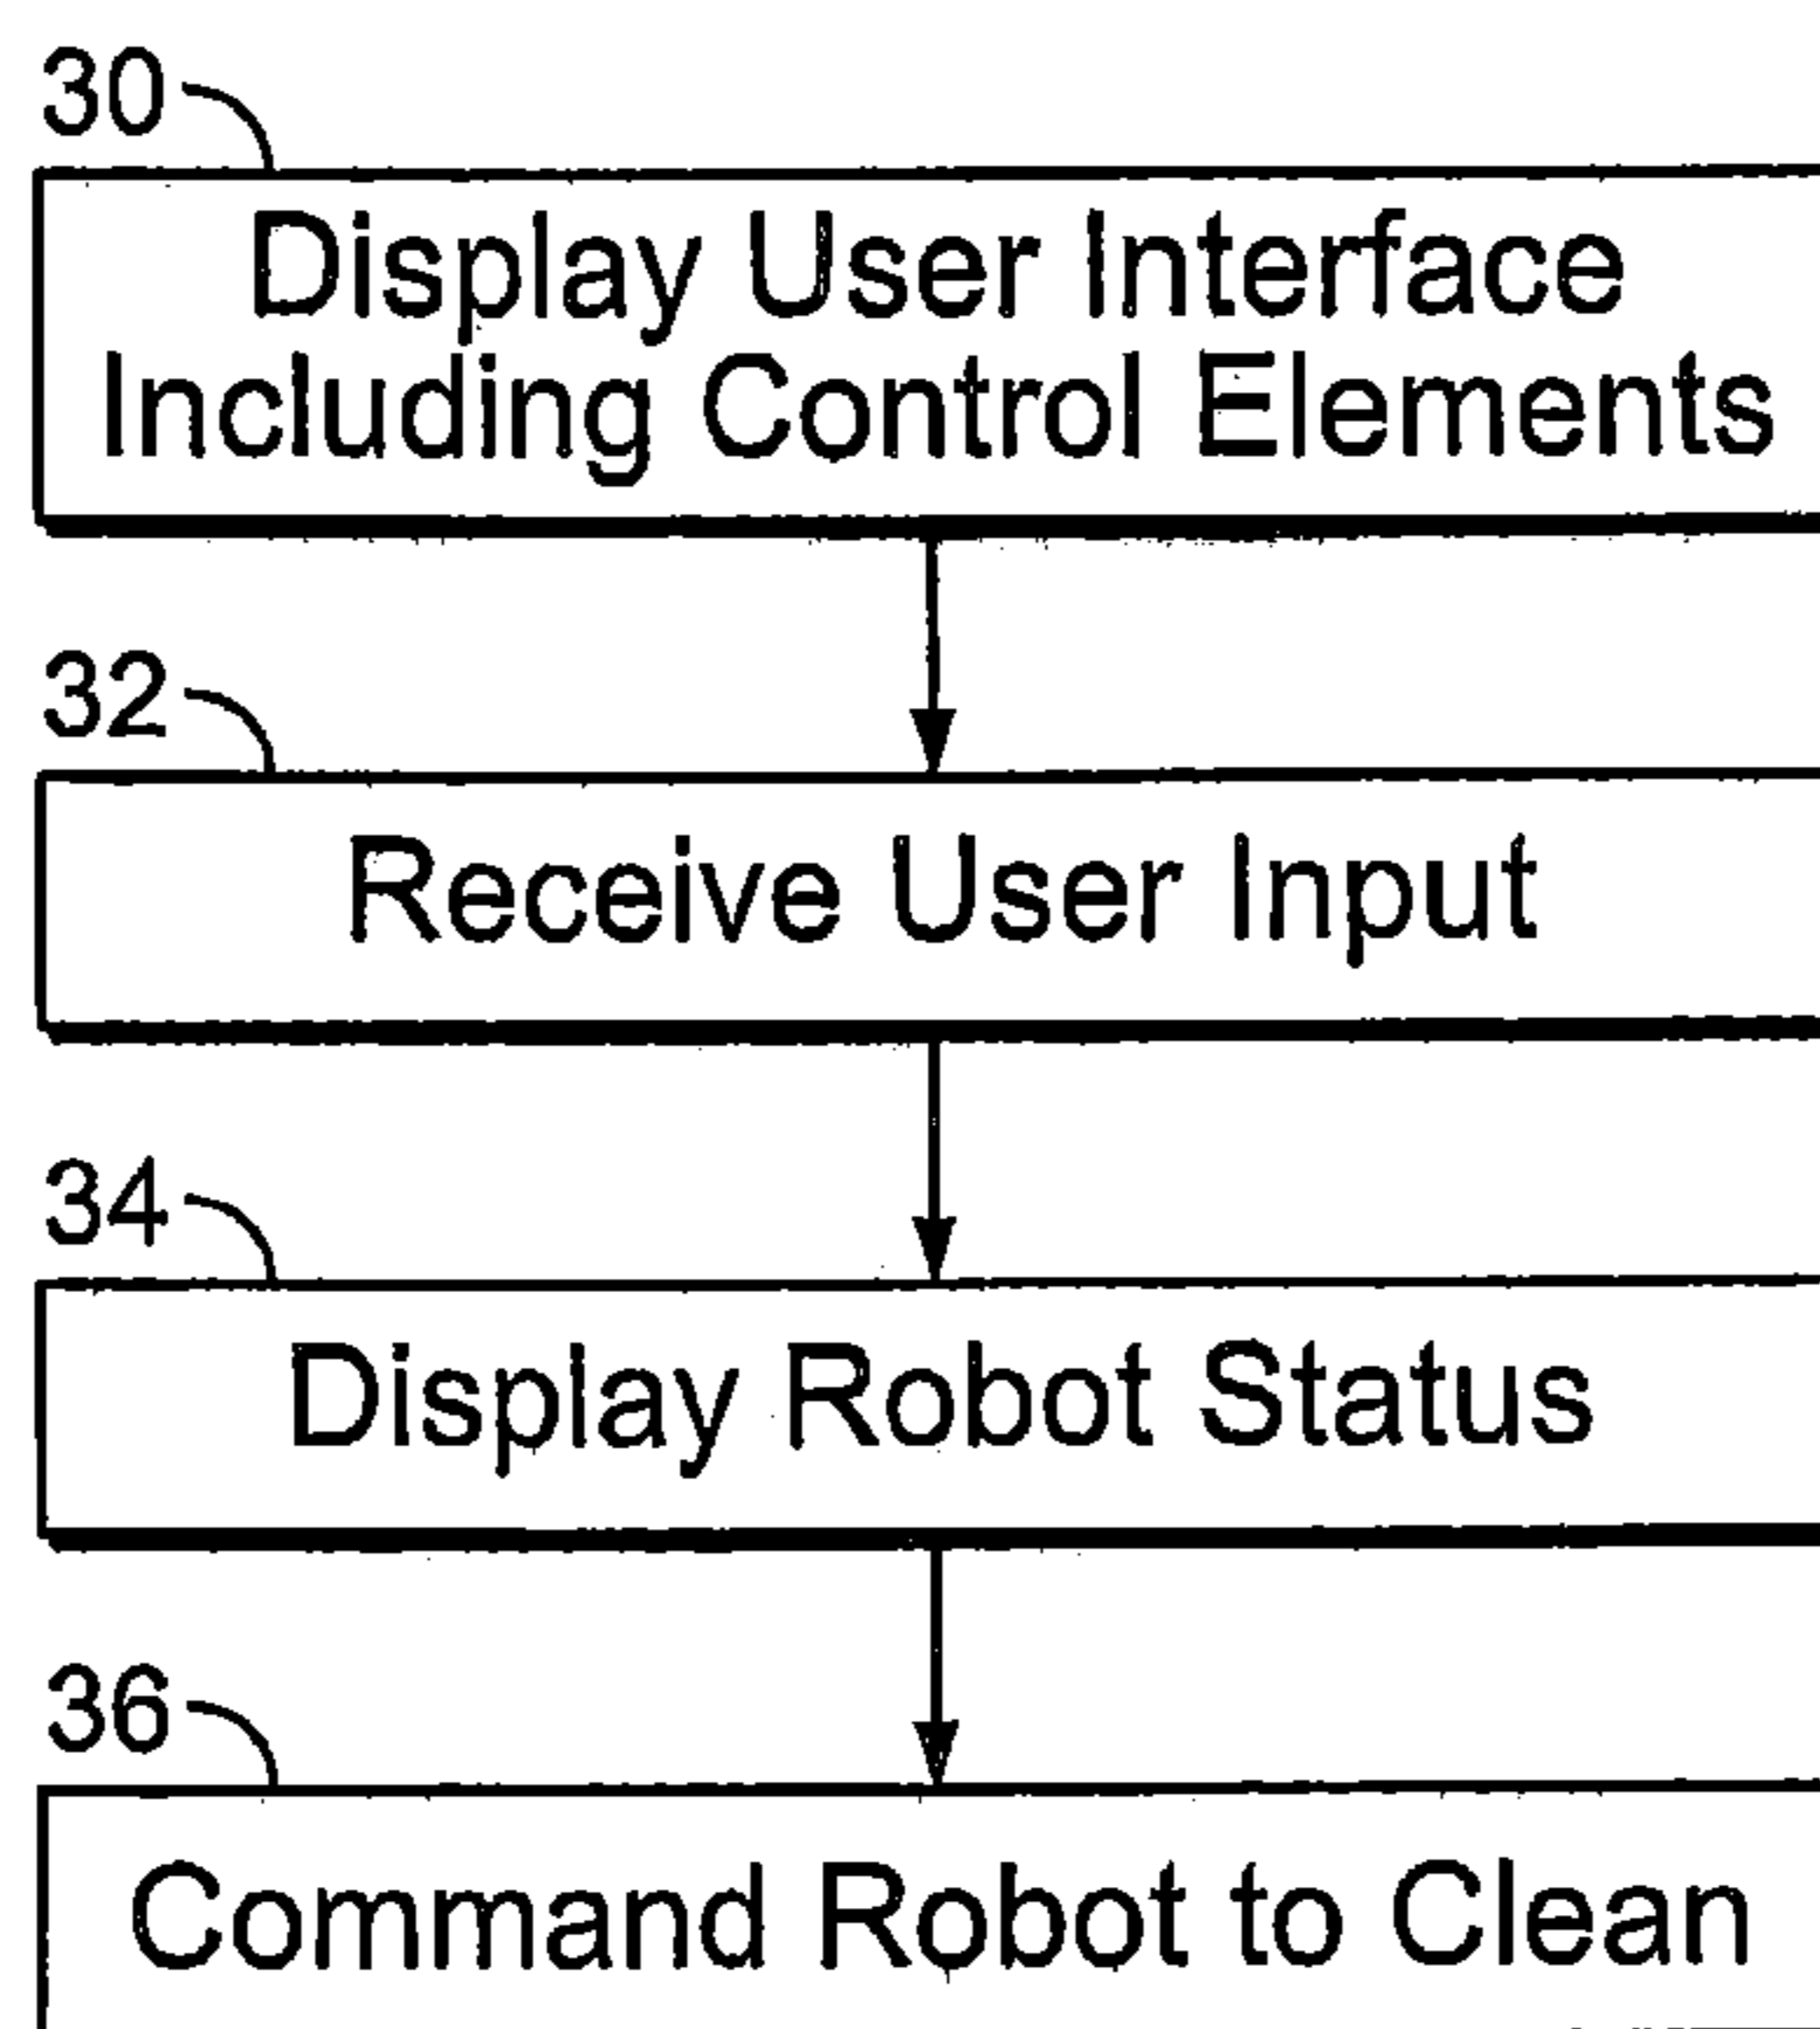 30
Display User Interface
Including Control Elements
32
Receive User Input
34
Display Robot Status
36
Command Robot to Clean